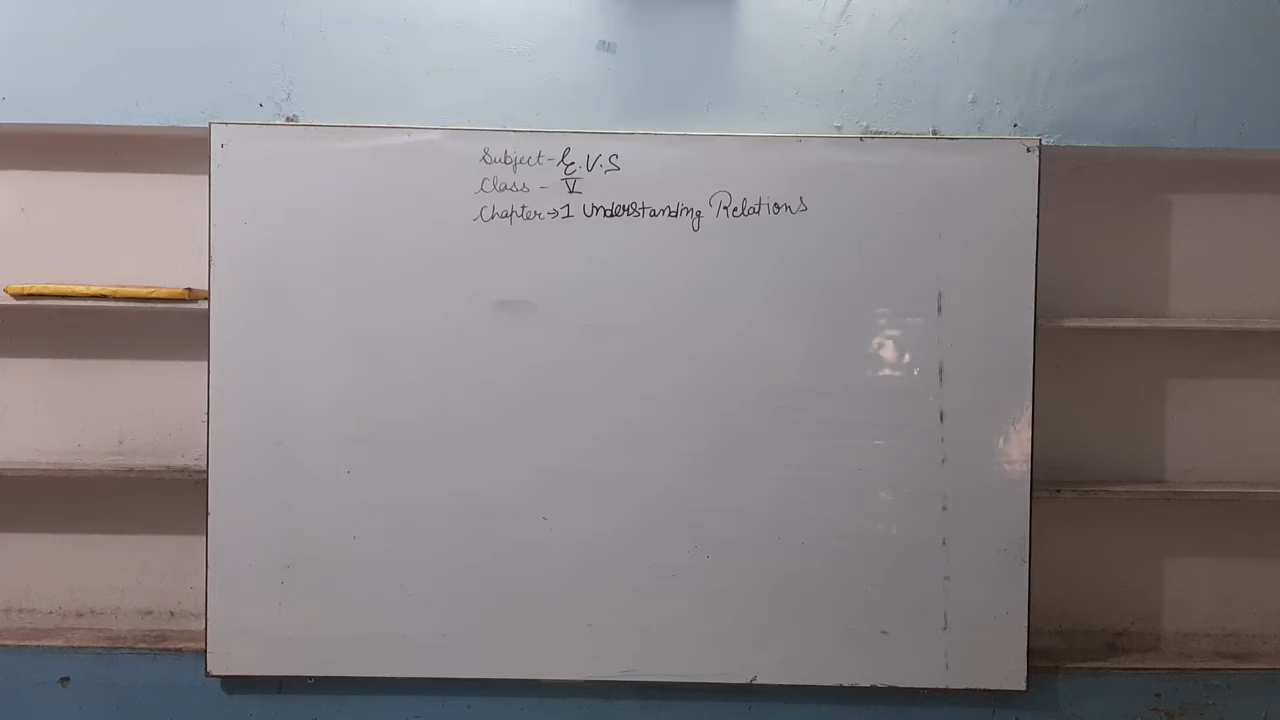 Subject- E.V.S
Class - V
Chapter→1 Understanding Relations